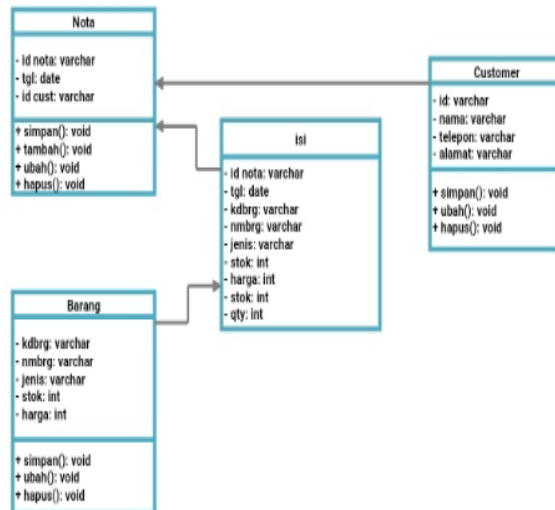 Nota
- id nota: varchar
- tgl: date
- id cust: varchar
+ simpan(): void
+ tambah(): void
+ ubah(): void
+ hapus(): void
Customer
- id: varchar
- nama: varchar
- telepon: varchar
- alamat: varchar
+ simpan(): void
+ ubah(): void
+ hapus(): void
isi
- id nota: varchar
- tgl: date
- kdbrg: varchar
- nmbrg: varchar
- jenis: varchar
- stok: int
- harga: int
- stok: int
- qty: int
Barang
- kdbrg: varchar
- nmbrg: varchar
- jenis: varchar
- stok: int
- harga: int
+ simpan(): void
+ ubah(): void
+ hapus(): void